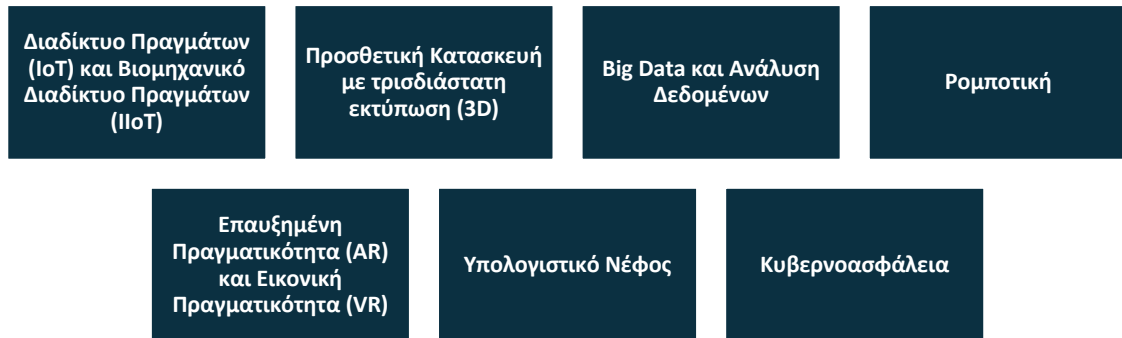 Διαδίκτυο Πραγμάτων
(IoT) και Βιομηχανικό
Διαδίκτυο Πραγμάτων
(IIoT)
Προσθετική Κατασκευή
με τρισδιάστατη
εκτύπωση (3D)
Big Data και Ανάλυση
Δεδομένων
Ρομποτική
Επαυξημένη
Πραγματικότητα (AR)
και Εικονική
Πραγματικότητα (VR)
Υπολογιστικό Νέφος
Κυβερνοασφάλεια